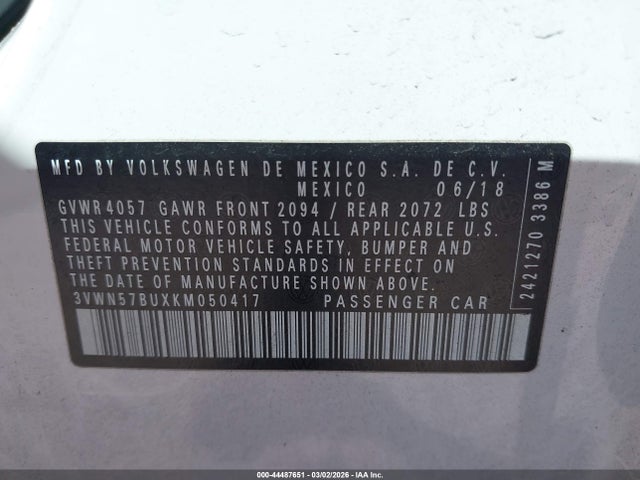 MFD BY VOLKSWAGEN DE MEXICO S.A. DE C.V.
MEXICO 06/18
GVWR 4057 GAWR FRONT 2094 / REAR 2072 LBS
THIS VEHICLE CONFORMS TO ALL APPLICABLE U.S.
FEDERAL MOTOR VEHICLE SAFETY, BUMPER AND
THEFT PREVENTION STANDARDS IN EFFECT ON
THE DATE OF MANUFACTURE SHOWN ABOVE.
3VWN57BUXKM050417 PASSENGER CAR
2421270 3386 M
000-44487651 | 03/02/2026 | IAA Inc.